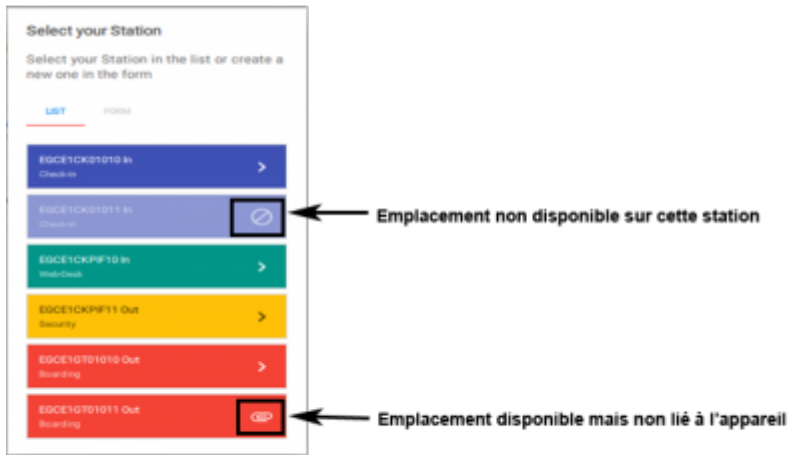 Select your Station
Select your Station in the list or create a
new one in the form
LIST FORM
EGCE1CK01010 In
Check-in
EGCE1CK01011 In
Check-in
Emplacement non disponible sur cette station
EGCE1CKPIF10 In
Web-Desk
EGCE1CKPIF11 Out
Security
EGCE1GT01010 Out
Boarding
EGCE1GT01011 Out
Boarding
Emplacement disponible mais non lié à l'appareil